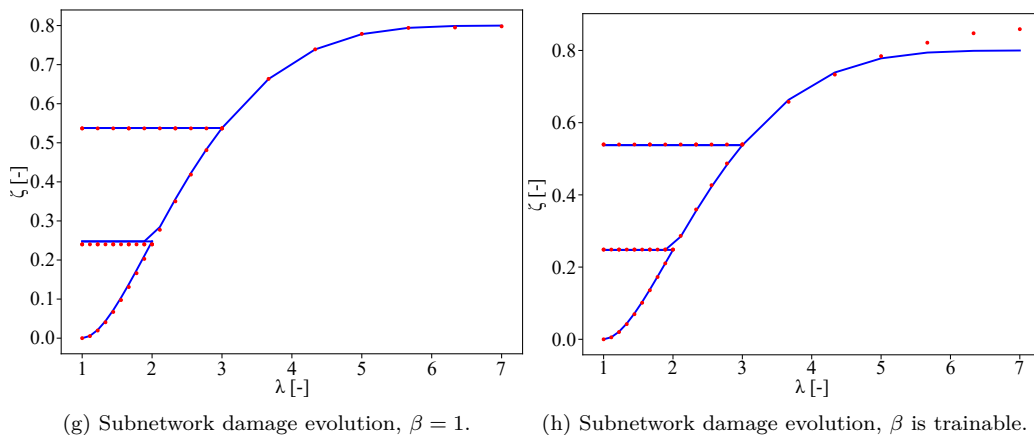 0.8
0.7
0.6
0.5
0.4
0.3
0.2
0.1
0.0
ζ [-]
1 2 3 4 5 6 7
λ [-]
(g) Subnetwork damage evolution, β = 1.
0.8
0.6
0.4
0.2
0.0
ζ [-]
1 2 3 4 5 6 7
λ [-]
(h) Subnetwork damage evolution, β is trainable.